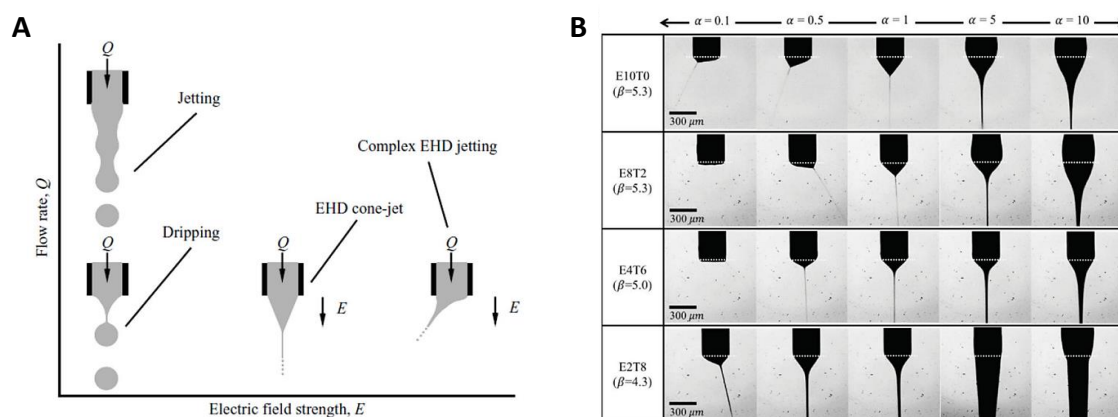 A
Q
Jetting
Complex EHD jetting
EHD cone-jet
Dripping
Q
Q
Q
E
E
Flow rate, Q
Electric field strength, E
B
α = 0.1
α = 0.5
α = 1
α = 5
α = 10
E10T0
(β=5.3)
300 μm
E8T2
(β=5.3)
300 μm
E4T6
(β=5.0)
300 μm
E2T8
(β=4.3)
300 μm